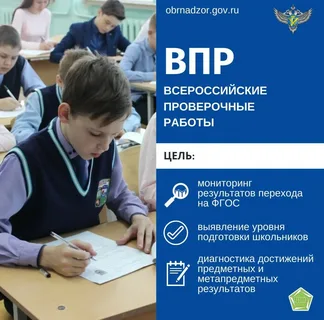 obrnadzor.gov.ru
ВПР
ВСЕРОССИЙСКИЕ
ПРОВЕРОЧНЫЕ
РАБОТЫ
ЦЕЛЬ:
мониторинг
результатов перехода
на ФГОС
выявление уровня
подготовки школьников
диагностика достижений
предметных и
метапредметных
результатов